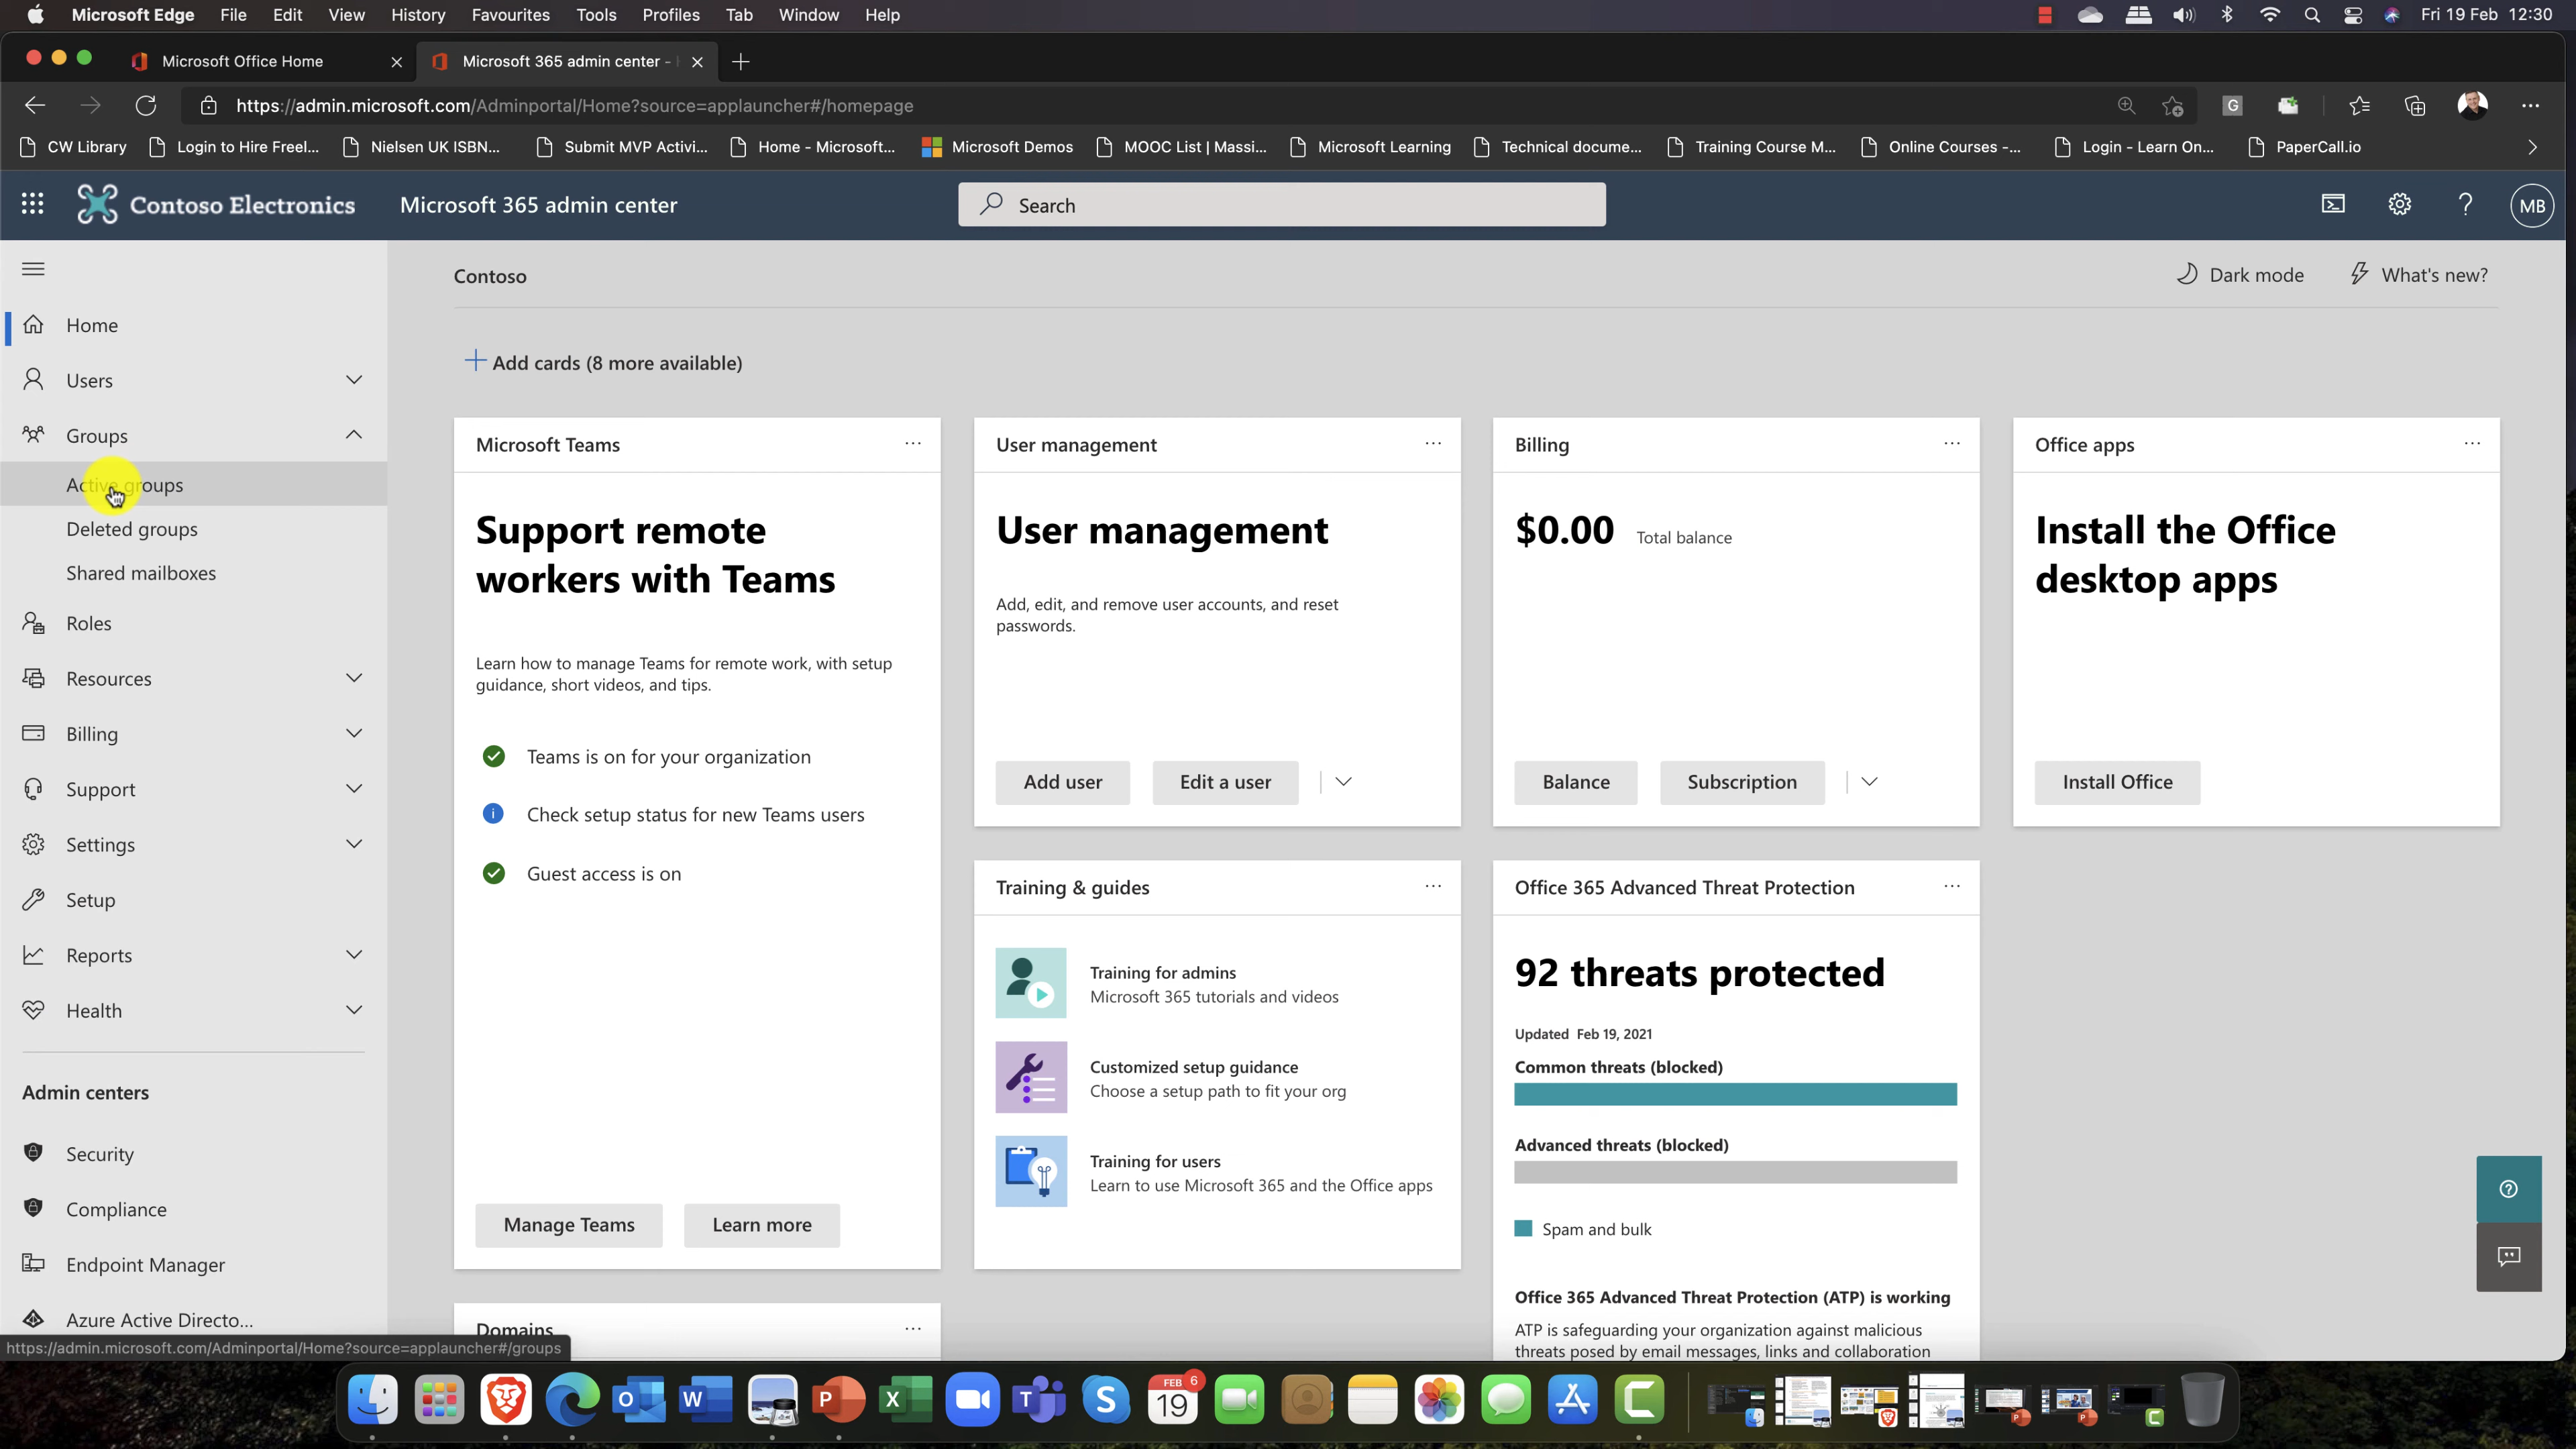 Microsoft Edge File Edit View History Favourites Tools Profiles Tab Window Help Fri 19 Feb 12:30
Microsoft Office Home Microsoft 365 admin center -
https://admin.microsoft.com/Adminportal/Home?source=applauncher#/homepage G
CW Library Login to Hire Freel... Nielsen UK ISBN... Submit MVP Activi... Home - Microsoft... Microsoft Demos MOOC List | Massi... Microsoft Learning Technical docume... Training Course M... Online Courses -... Login - Learn On... PaperCall.io
Contoso Electronics Microsoft 365 admin center Search MB
Contoso Dark mode What's new?
Home
Users
Groups
Active groups
Deleted groups
Shared mailboxes
Roles
Resources
Billing
Support
Settings
Setup
Reports
Health
Admin centers
Security
Compliance
Endpoint Manager
Azure Active Directo...
https://admin.microsoft.com/Adminportal/Home?source=applauncher#/groups
Add cards (8 more available)
Microsoft Teams
Support remote
workers with Teams
Learn how to manage Teams for remote work, with setup
guidance, short videos, and tips.
Teams is on for your organization
Check setup status for new Teams users
Guest access is on
Manage Teams Learn more
Domains
User management
User management
Add, edit, and remove user accounts, and reset
passwords.
Add user Edit a user
Training & guides
Training for admins
Microsoft 365 tutorials and videos
Customized setup guidance
Choose a setup path to fit your org
Training for users
Learn to use Microsoft 365 and the Office apps
Billing
$0.00 Total balance
Balance Subscription
Office 365 Advanced Threat Protection
92 threats protected
Updated Feb 19, 2021
Common threats (blocked)
Advanced threats (blocked)
Spam and bulk
Office 365 Advanced Threat Protection (ATP) is working
ATP is safeguarding your organization against malicious
threats posed by email messages, links and collaboration
Office apps
Install the Office
desktop apps
Install Office
FEB 6
19